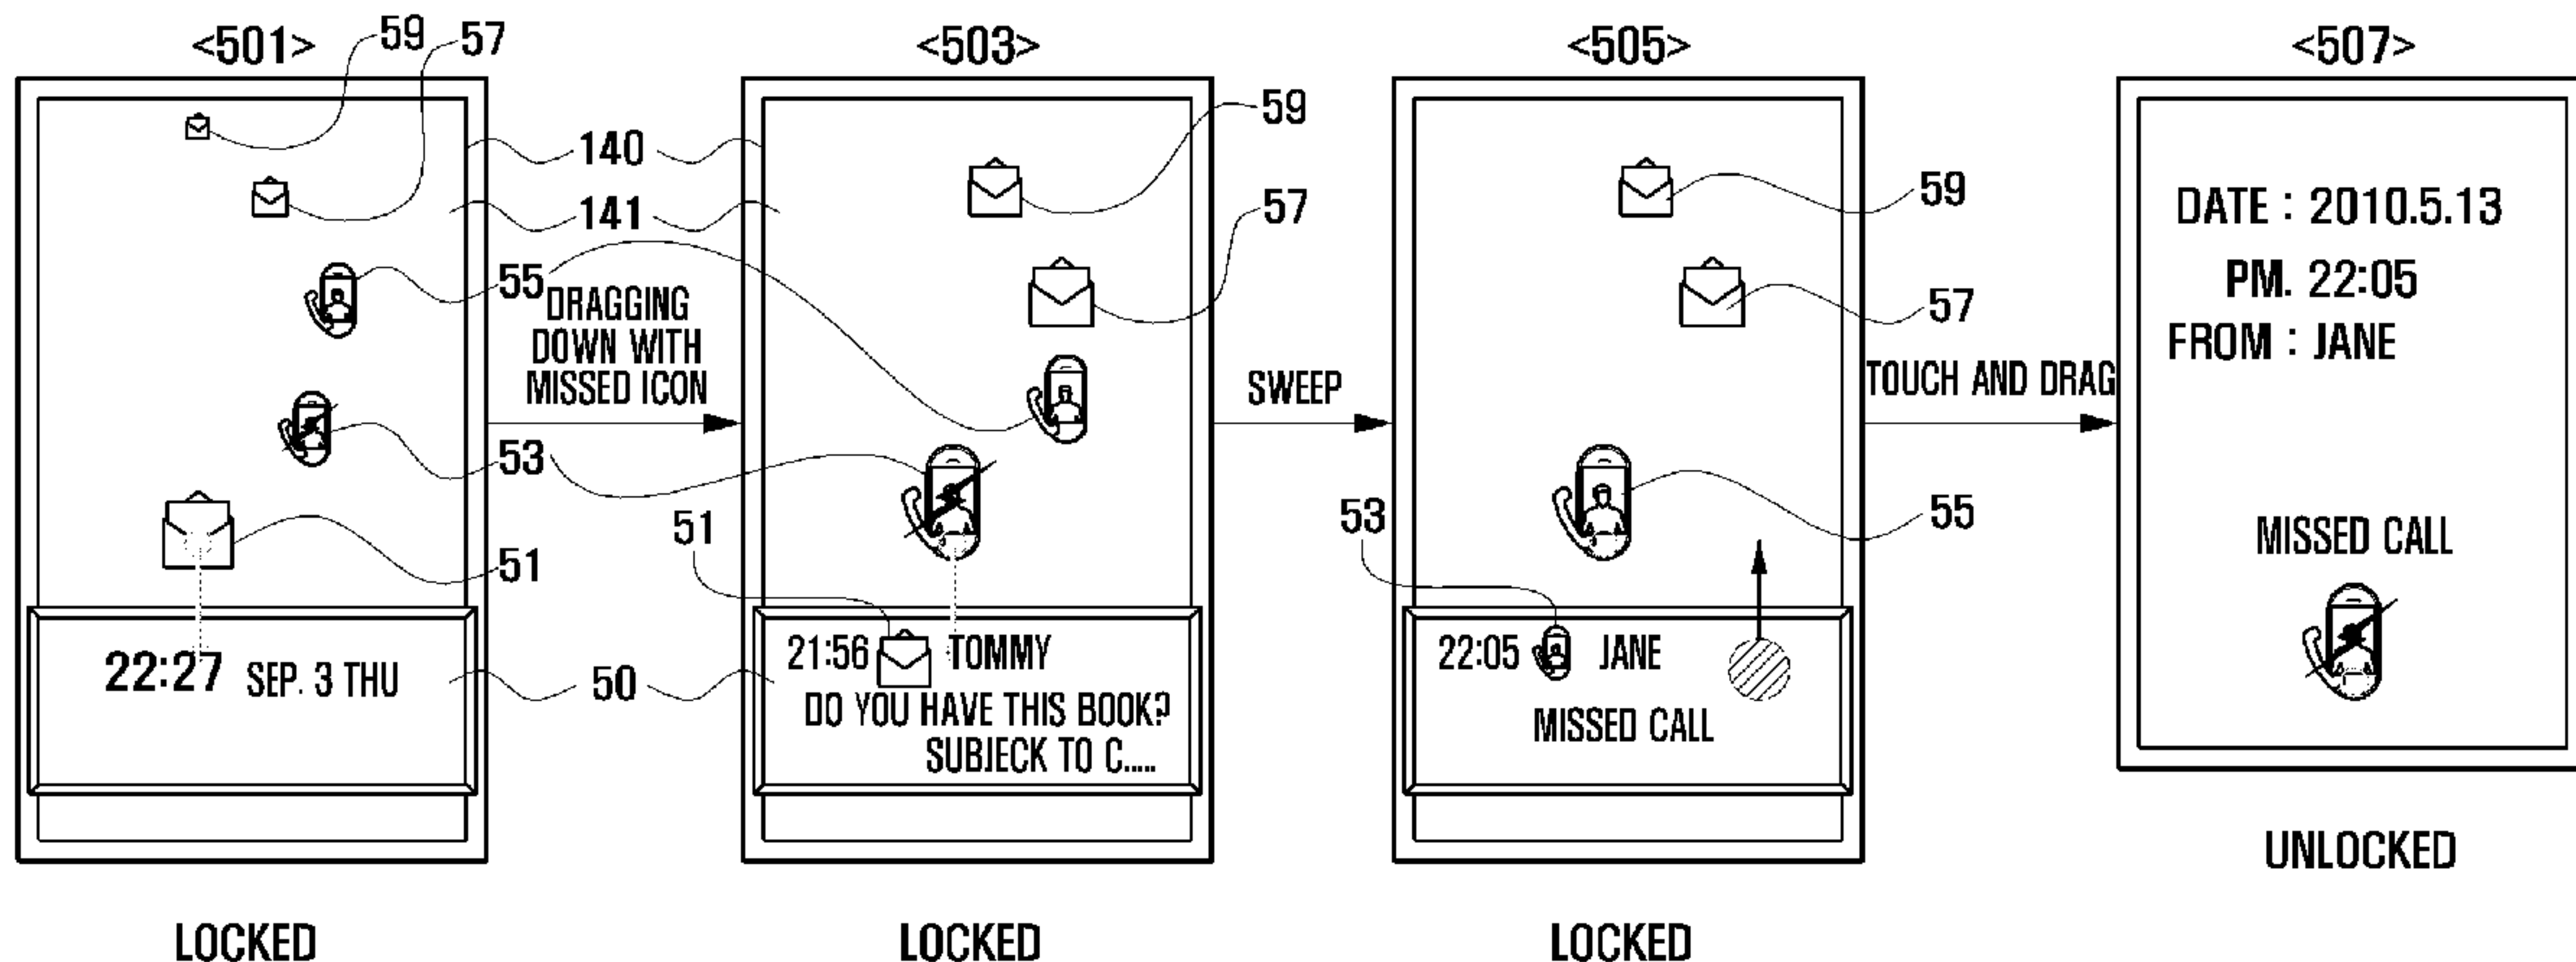 <501>
59
57
140
141
55
DRAGGING
DOWN WITH
MISSED ICON
53
51
22:27 SEP. 3 THU
50
LOCKED
<503>
59
57
51
21:56 TOMMY
DO YOU HAVE THIS BOOK?
SUBJECK TO C.....
LOCKED
SWEEP
<505>
59
57
55
53
22:05 JANE
MISSED CALL
LOCKED
TOUCH AND DRAG
<507>
DATE : 2010.5.13
PM. 22:05
FROM : JANE
MISSED CALL
UNLOCKED